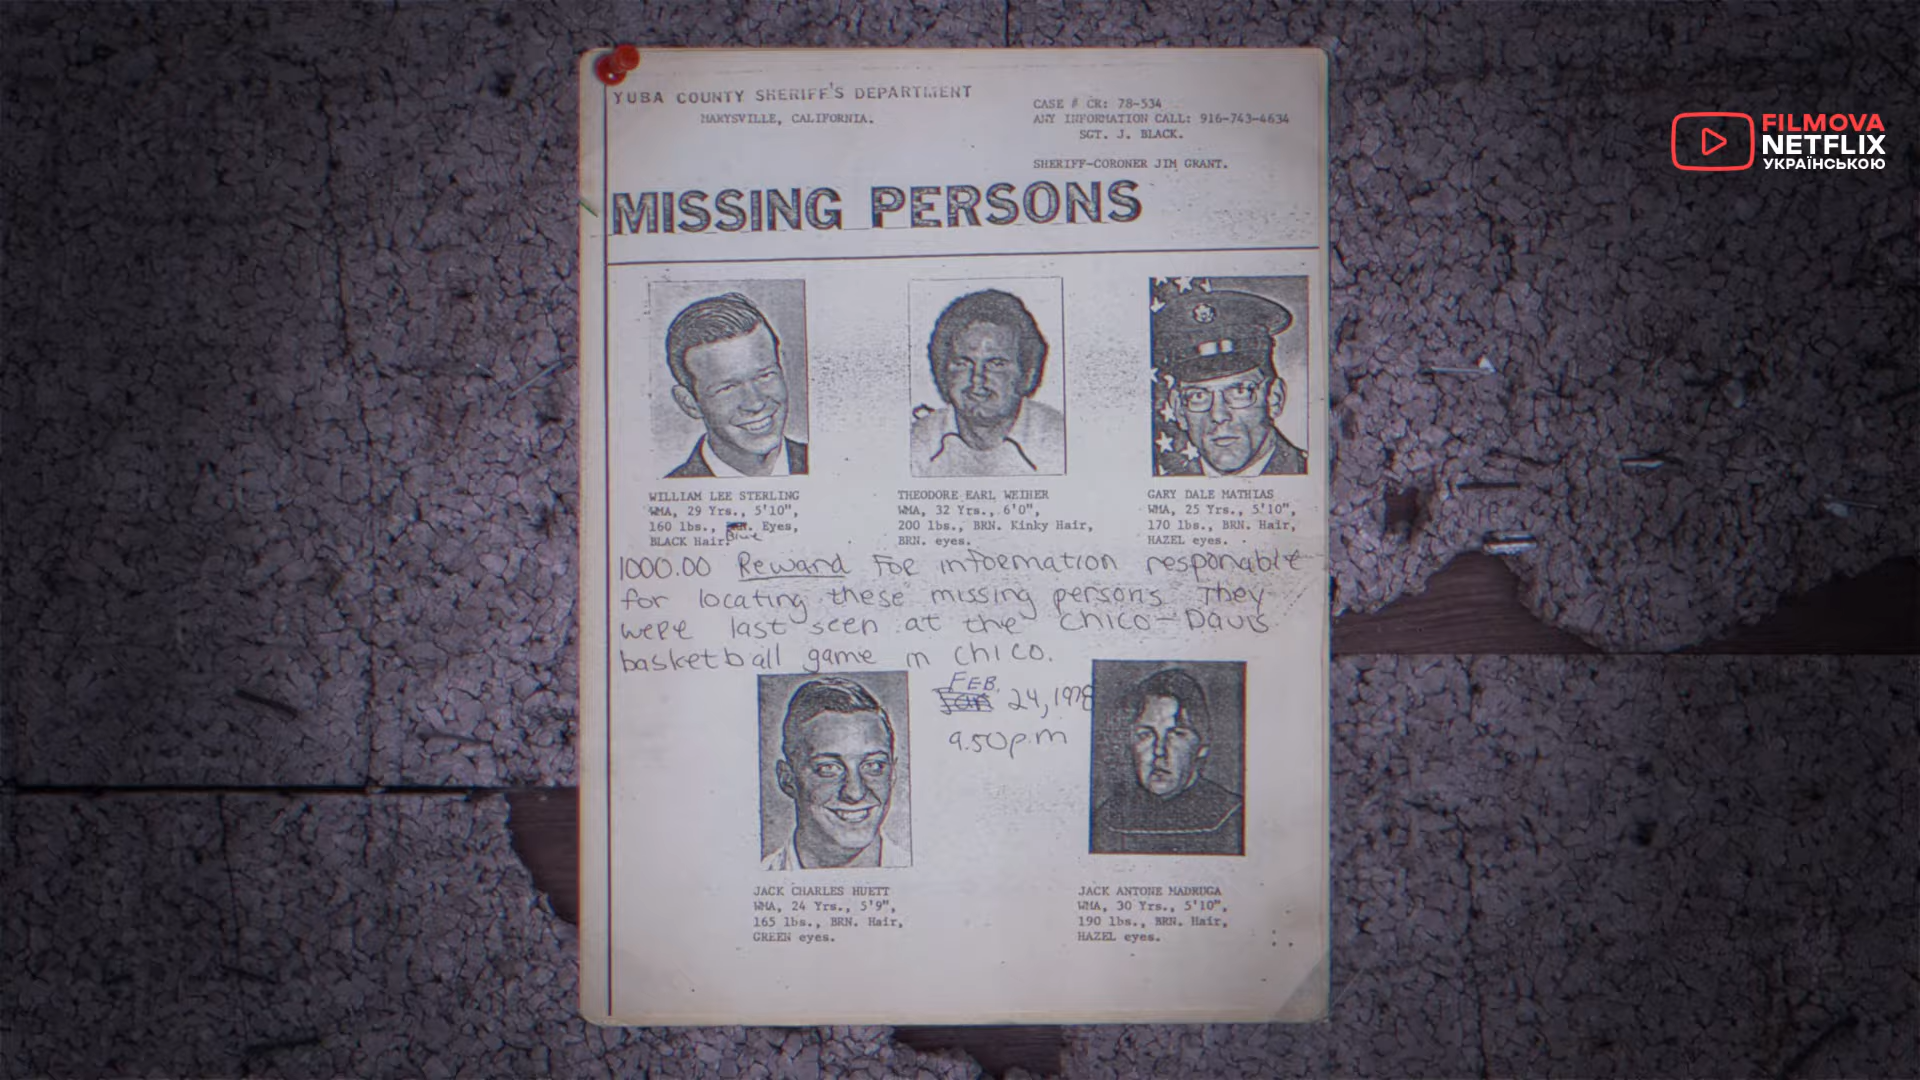 YUBA COUNTY SHERIFF'S DEPARTMENT
MARYSVILLE, CALIFORNIA.
CASE # CR: 78-534
ANY INFORMATION CALL: 916-743-4634
SGT. J. BLACK.
SHERIFF-CORONER JIM GRANT.
MISSING PERSONS
WILLIAM LEE STERLING
WMA, 29 Yrs., 5'10",
160 lbs., Eyes,
BLACK Hair. Blue
THEODORE EARL WEIHER
WMA, 32 Yrs., 6'0",
200 lbs., BRN. Kinky Hair,
BRN. eyes.
GARY DALE MATHIAS
WMA, 25 Yrs., 5'10",
170 lbs., BRN. Hair,
HAZEL eyes.
1000.00 Reward For information responable
for locating these missing persons. They
were last seen at the Chico-Davis
basketball game in Chico.
FEB.
24, 1978
9.50 p.m
JACK CHARLES HUETT
WMA, 24 Yrs., 5'9",
165 lbs., BRN. Hair,
GREEN eyes.
JACK ANTONE MADRUGA
WMA, 30 Yrs., 5'10",
190 lbs., BRN. Hair,
HAZEL eyes.
FILMOVA
NETFLIX
УКРАЇНСЬКОЮ